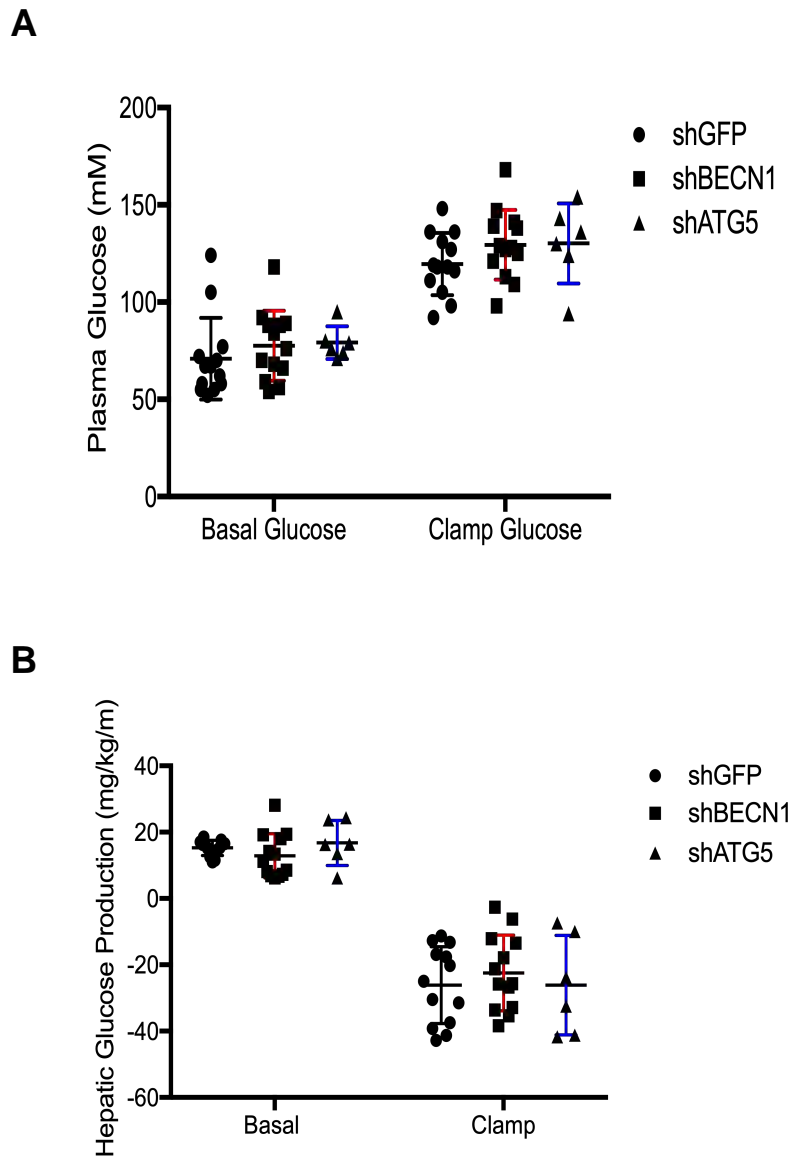 A
Plasma Glucose (mM)
200
150
100
50
0
Basal Glucose
Clamp Glucose
shGFP
shBECN1
shATG5
B
Hepatic Glucose Production (mg/kg/m)
40
20
0
-20
-40
-60
Basal
Clamp
shGFP
shBECN1
shATG5